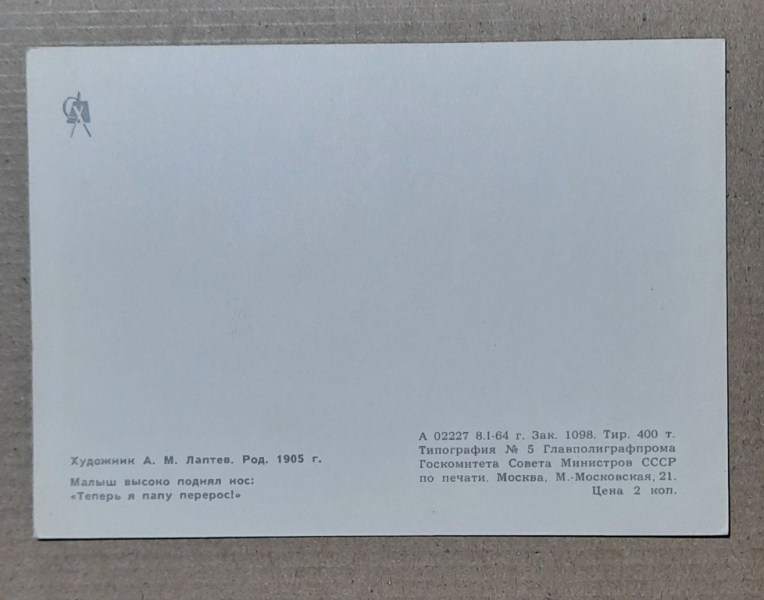 СХ
Художник А. М. Лаптев. Род. 1905 г.
Малыш высоко поднял нос:
«Теперь я папу перерос!»
А 02227 8.I-64 г. Зак. 1098. Тир. 400 т.
Типография № 5 Главполиграфпрома
Госкомитета Совета Министров СССР
по печати. Москва, М.-Московская, 21.
Цена 2 коп.